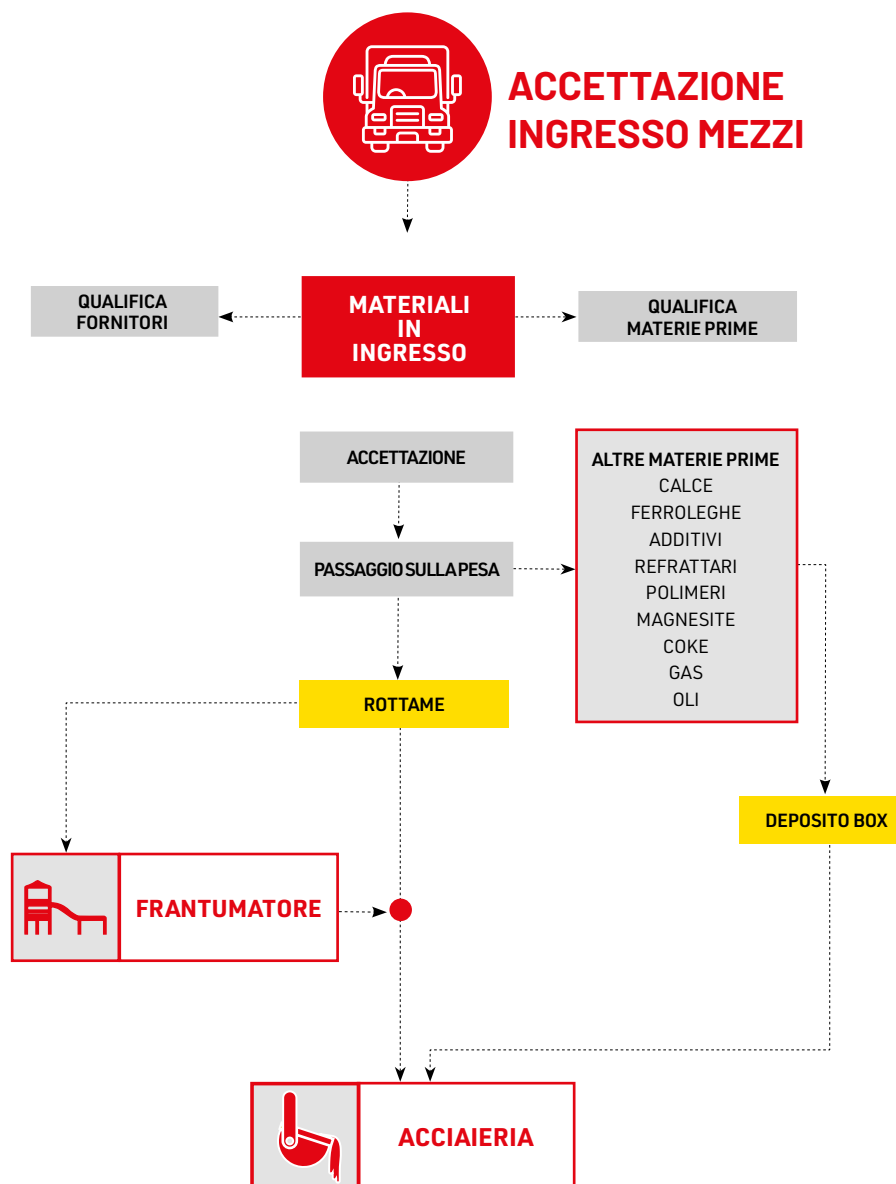 ACCETTAZIONE
INGRESSO MEZZI
QUALIFICA
FORNITORI
MATERIALI
IN
INGRESSO
QUALIFICA
MATERIE PRIME
ACCETTAZIONE
PASSAGGIO SULLA PESA
ALTRE MATERIE PRIME
CALCE
FERROLEGHE
ADDITIVI
REFRATTARI
POLIMERI
MAGNESITE
COKE
GAS
OLI
ROTTAME
DEPOSITO BOX
FRANTUMATORE
ACCIAIERIA